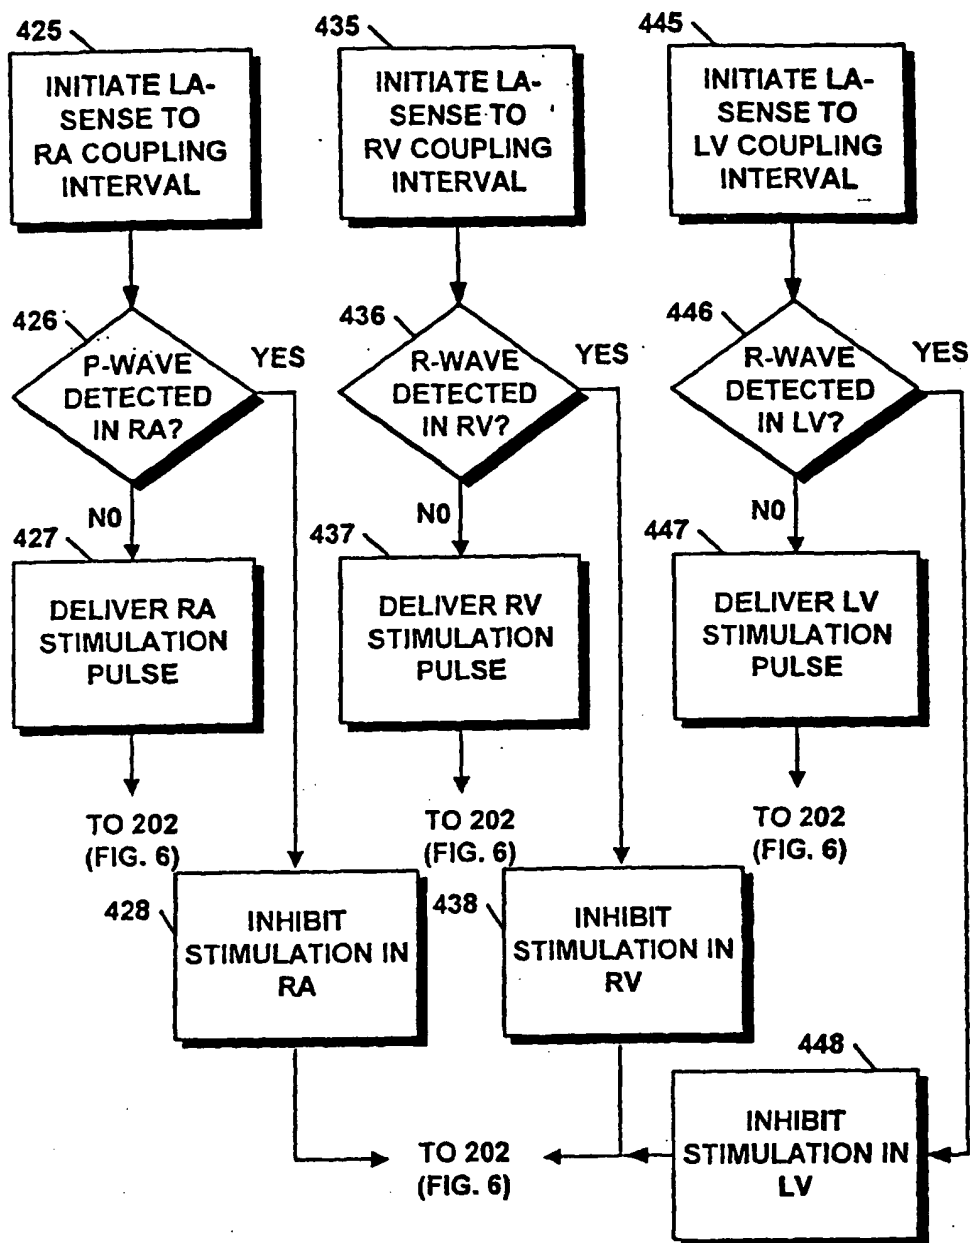 425
INITIATE LA-
SENSE TO
RA COUPLING
INTERVAL
435
INITIATE LA-
SENSE TO
RV COUPLING
INTERVAL
445
INITIATE LA-
SENSE TO
LV COUPLING
INTERVAL
426
P-WAVE
DETECTED
IN RA?
YES
NO
436
R-WAVE
DETECTED
IN RV?
YES
NO
446
R-WAVE
DETECTED
IN LV?
YES
NO
427
DELIVER RA
STIMULATION
PULSE
437
DELIVER RV
STIMULATION
PULSE
447
DELIVER LV
STIMULATION
PULSE
TO 202
(FIG. 6)
TO 202
(FIG. 6)
TO 202
(FIG. 6)
428
INHIBIT
STIMULATION IN
RA
438
INHIBIT
STIMULATION IN
RV
448
INHIBIT
STIMULATION IN
LV
TO 202
(FIG. 6)